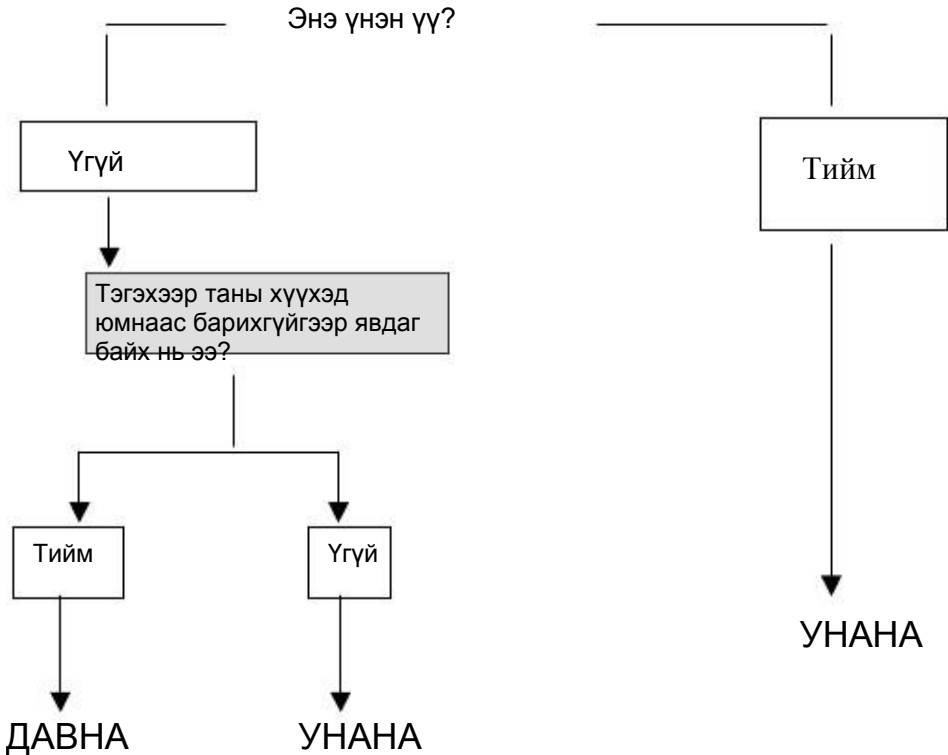 Энэ үнэн үү?
Үгүй
Тийм
Тэгэхээр таны хүүхэд
юмнаас барихгүйгээр явдаг
байх нь ээ?
Тийм
Үгүй
УНАНА
ДАВНА
УНАНА